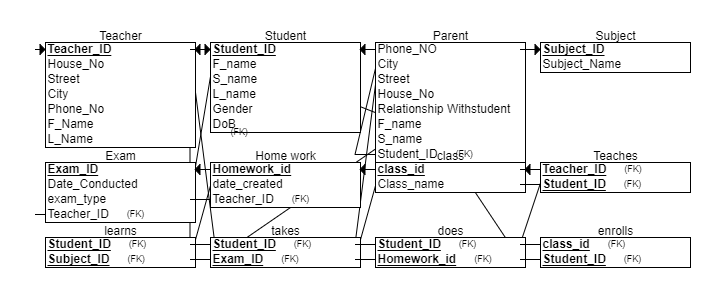 Teacher
Teacher_ID
House_No
Street
City
Phone_No
F_Name
L_Name
Student
Student_ID
F_name
S_name
L_name
Gender
DoB
(FK)
Parent
Phone_NO
City
Street
House_No
Relationship Withstudent
F_name
S_name
Student_ID (FK)
Subject
Subject_ID
Subject_Name
Exam
Exam_ID
Date_Conducted
exam_type
Teacher_ID (FK)
Home work
Homework_id
date_created
Teacher_ID (FK)
class
class_id
Class_name
Teaches
Teacher_ID (FK)
Student_ID (FK)
learns
Student_ID (FK)
Subject_ID (FK)
takes
Student_ID (FK)
Exam_ID (FK)
does
Student_ID (FK)
Homework_id (FK)
enrolls
class_id (FK)
Student_ID (FK)